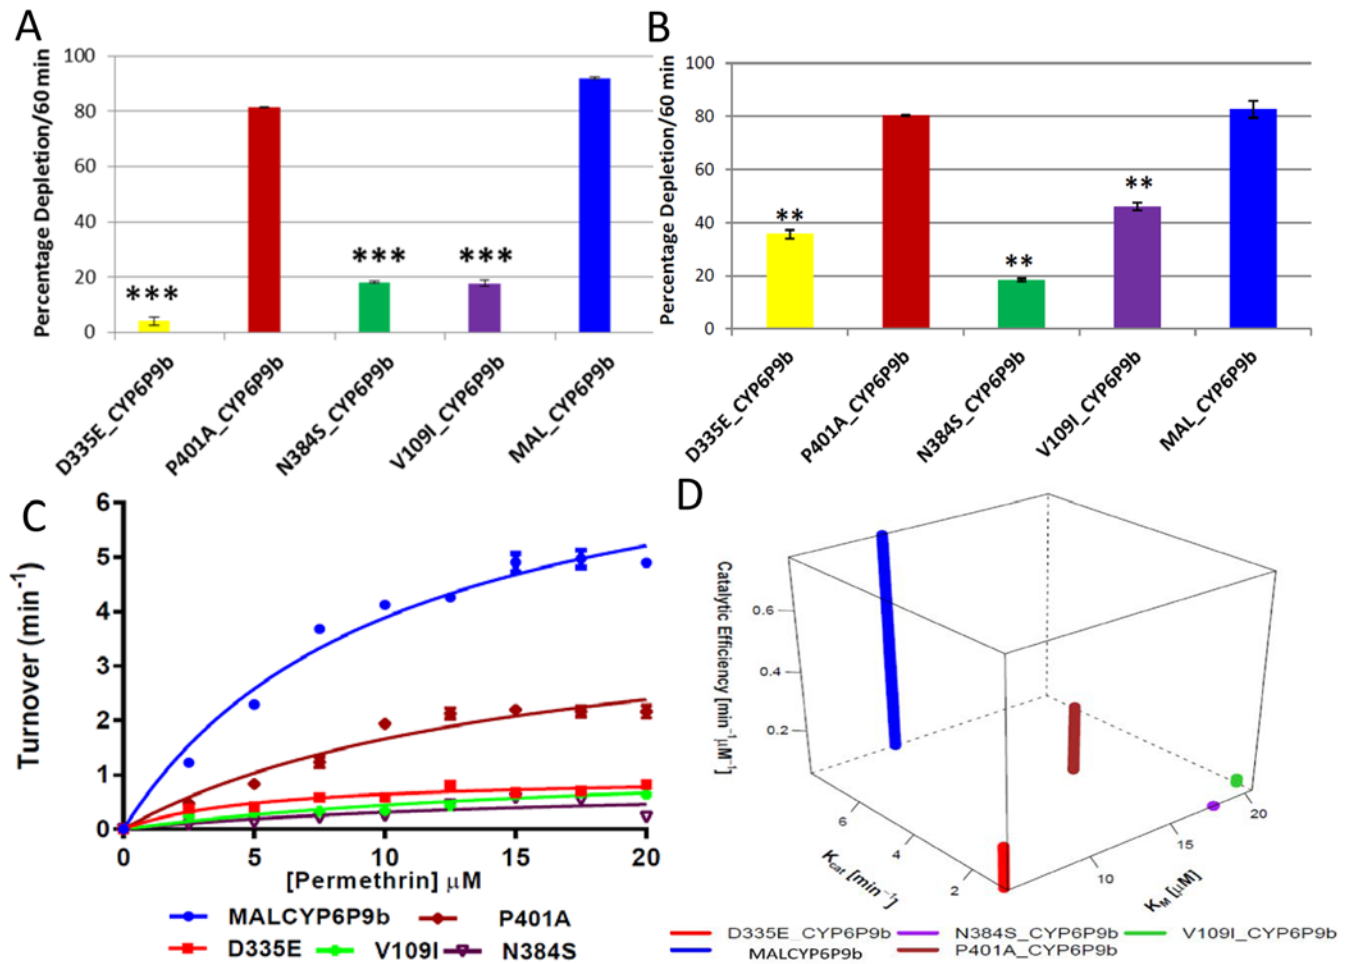 A
Percentage Depletion/60 min
100
80
60
40
20
0
***
***
***
D335E_CYP6P9b
P401A_CYP6P9b
N384S_CYP6P9b
V109I_CYP6P9b
MAL_CYP6P9b
B
Percentage Depletion/60 min
100
80
60
40
20
0
**
**
**
D335E_CYP6P9b
P401A_CYP6P9b
N384S_CYP6P9b
V109I_CYP6P9b
MAL_CYP6P9b
C
Turnover (min⁻¹)
6
5
4
3
2
1
0
0 5 10 15 20
[Permethrin] µM
MALCYP6P9b P401A
D335E V109I N384S
D
Catalytic Efficiency [min⁻¹µM⁻¹]
0.6
0.4
0.2
6
4
2
Kcat [min⁻¹]
10
15
20
KM [µM]
D335E_CYP6P9b N384S_CYP6P9b V109I_CYP6P9b
MALCYP6P9b P401A_CYP6P9b